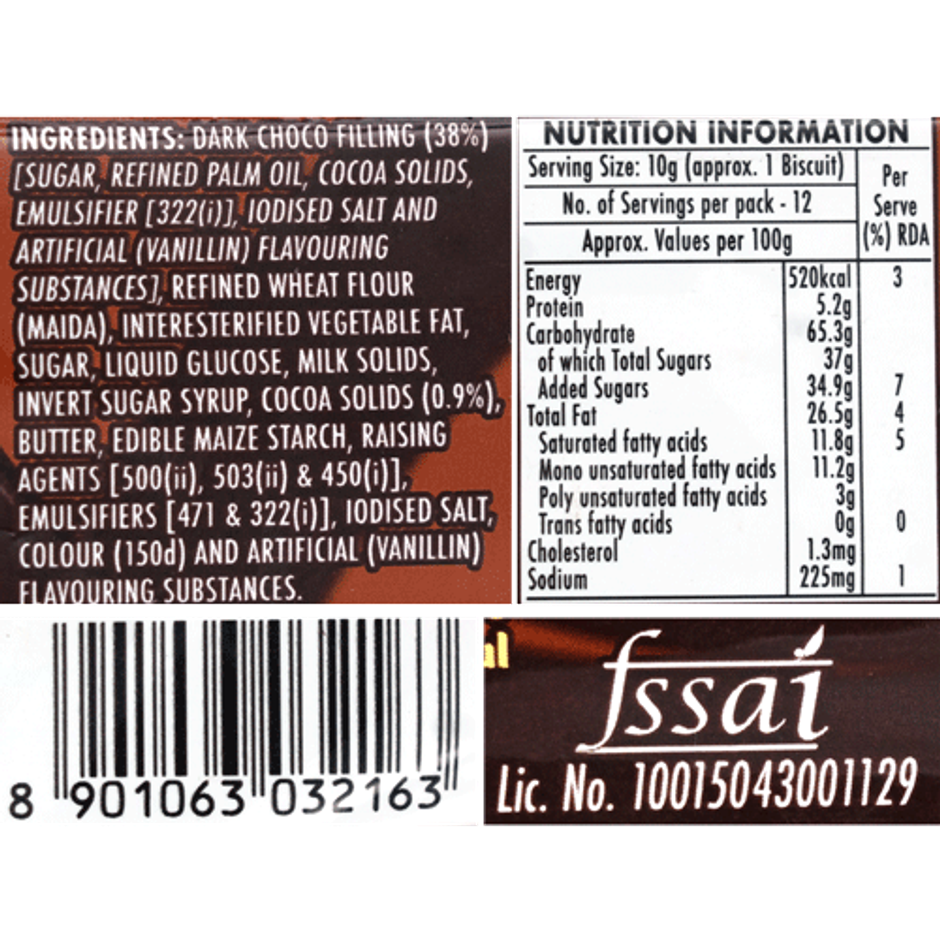 INGREDIENTS: DARK CHOCO FILLING (38%)
[SUGAR, REFINED PALM OIL, COCOA SOLIDS,
EMULSIFIER [322(i)], IODISED SALT AND
ARTIFICIAL (VANILLIN) FLAVOURING
SUBSTANCES], REFINED WHEAT FLOUR
(MAIDA), INTERESTERIFIED VEGETABLE FAT,
SUGAR, LIQUID GLUCOSE, MILK SOLIDS,
INVERT SUGAR SYRUP, COCOA SOLIDS (0.9%),
BUTTER, EDIBLE MAIZE STARCH, RAISING
AGENTS [500(ii), 503(ii) & 450(i)],
EMULSIFIERS [471 & 322(i)], IODISED SALT,
COLOUR (150d) AND ARTIFICIAL (VANILLIN)
FLAVOURING SUBSTANCES.
NUTRITION INFORMATION
Serving Size: 10g (approx. 1 Biscuit)
No. of Servings per pack - 12
Approx. Values per 100g
Per
Serve
(%) RDA
Energy 520kcal 3
Protein 5.2g
Carbohydrate 65.3g
of which Total Sugars 37g
Added Sugars 34.9g 7
Total Fat 26.5g 4
Saturated fatty acids 11.8g 5
Mono unsaturated fatty acids 11.2g
Poly unsaturated fatty acids 3g
Trans fatty acids 0g 0
Cholesterol 1.3mg
Sodium 225mg 1
8 901063 032163
al
fssai
Lic. No. 10015043001129